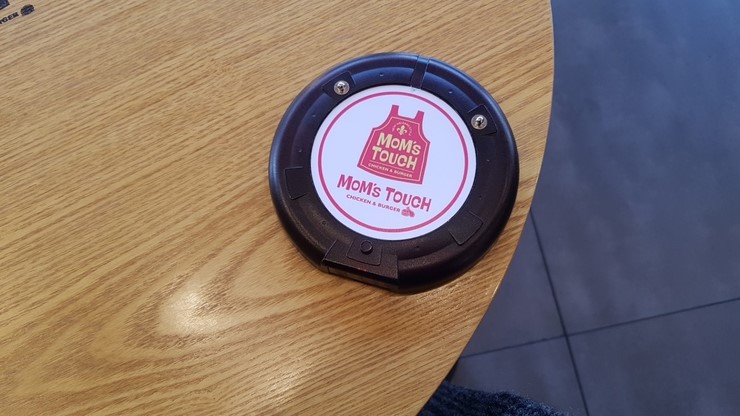 MOM'S
TOUCH
CHICKEN & BURGER
MOM'S TOUCH
CHICKEN & BURGER